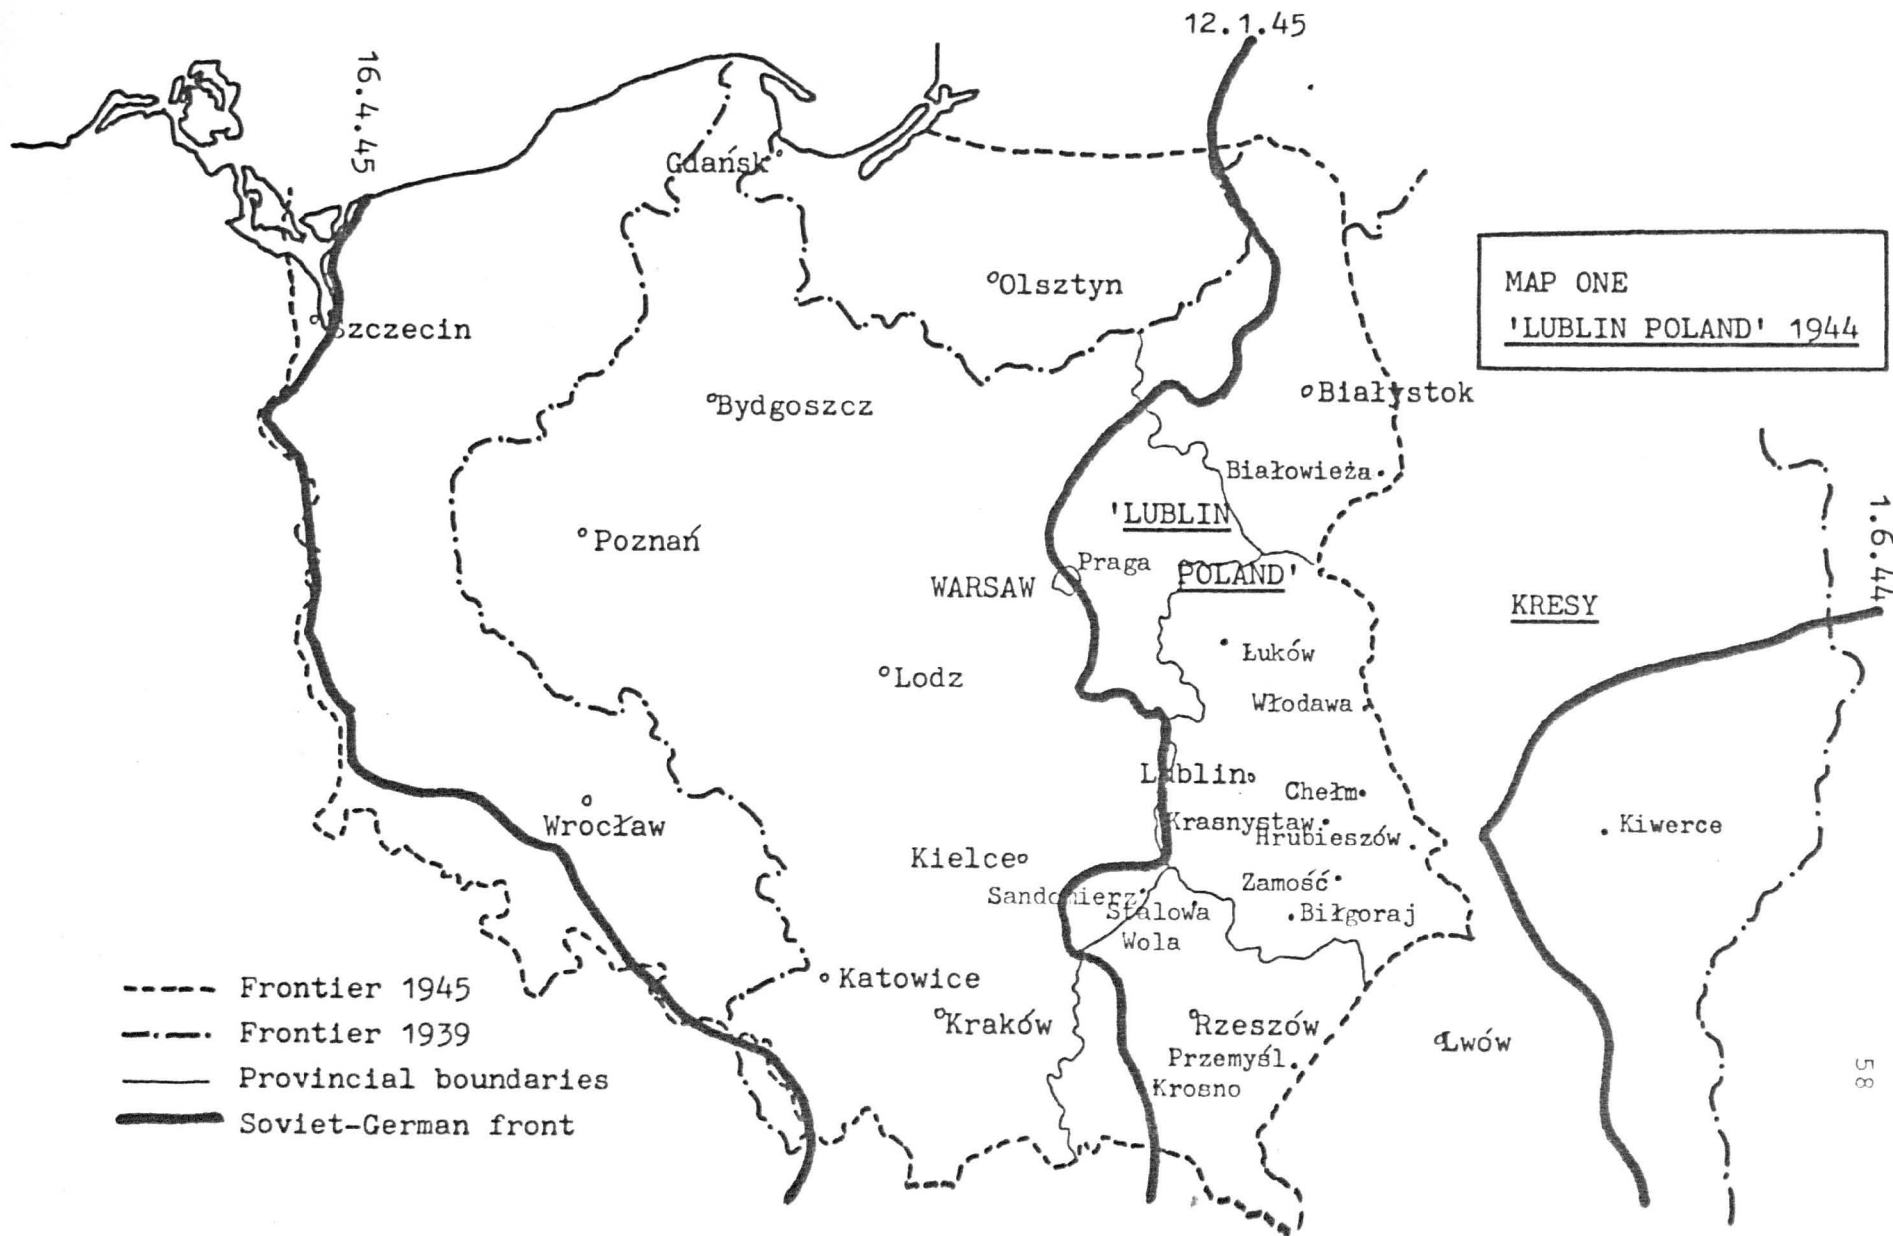 12.1.45
16.4.45
Gdańsk
MAP ONE
'LUBLIN POLAND' 1944
Olsztyn
Szczecin
Bydgoszcz
Białystok
Białowieża
'LUBLIN
POLAND'
1.6.44
Poznań
Praga
WARSAW
KRESY
Łuków
Lodz
Włodawa
Lublin
Chełm
Wrocław
Krasnystaw
Kiwerce
Hrubieszów
Kielce
Zamość
Sandomierz
Stalowa
Wola
Biłgoraj
Katowice
Kraków
Rzeszów
Lwów
Przemyśl
Krosno
Frontier 1945
Frontier 1939
Provincial boundaries
Soviet-German front
58